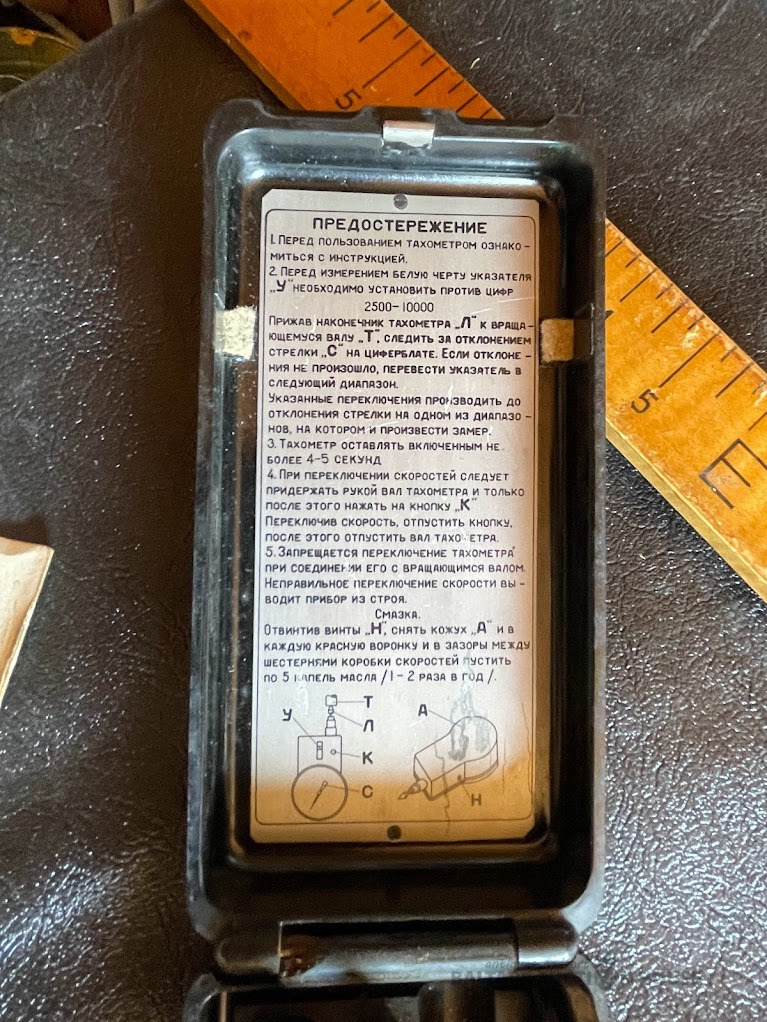 ПРЕДОСТЕРЕЖЕНИЕ
1. ПЕРЕД ПОЛЬЗОВАНИЕМ ТАХОМЕТРОМ ОЗНАКО-
МИТЬСЯ С ИНСТРУКЦИЕЙ.
2. ПЕРЕД ИЗМЕРЕНИЕМ БЕЛУЮ ЧЕРТУ УКАЗАТЕЛЯ
„У“ НЕОБХОДИМО УСТАНОВИТЬ ПРОТИВ ЦИФР
2500-10000
ПРИЖАВ НАКОНЕЧНИК ТАХОМЕТРА „Л“ К ВРАЩА-
ЮЩЕМУСЯ ВАЛУ „Т“, СЛЕДИТЬ ЗА ОТКЛОНЕНИЕМ
СТРЕЛКИ „С“ НА ЦИФЕРБЛАТЕ. ЕСЛИ ОТКЛОНЕ-
НИЯ НЕ ПРОИЗОШЛО, ПЕРЕВЕСТИ УКАЗАТЕЛЬ В
СЛЕДУЮЩИЙ ДИАПАЗОН.
УКАЗАННЫЕ ПЕРЕКЛЮЧЕНИЯ ПРОИЗВОДИТЬ ДО
ОТКЛОНЕНИЯ СТРЕЛКИ НА ОДНОМ ИЗ ДИАПАЗО-
НОВ, НА КОТОРОМ И ПРОИЗВЕСТИ ЗАМЕР.
3. ТАХОМЕТР ОСТАВЛЯТЬ ВКЛЮЧЕННЫМ НЕ
БОЛЕЕ 4-5 СЕКУНД
4. ПРИ ПЕРЕКЛЮЧЕНИИ СКОРОСТЕЙ СЛЕДУЕТ
ПРИДЕРЖАТЬ РУКОЙ ВАЛ ТАХОМЕТРА И ТОЛЬКО
ПОСЛЕ ЭТОГО НАЖАТЬ НА КНОПКУ „К“
ПЕРЕКЛЮЧИВ СКОРОСТЬ, ОТПУСТИТЬ КНОПКУ,
ПОСЛЕ ЭТОГО ОТПУСТИТЬ ВАЛ ТАХОМЕТРА.
5. ЗАПРЕЩАЕТСЯ ПЕРЕКЛЮЧЕНИЕ ТАХОМЕТРА
ПРИ СОЕДИНЕНИИ ЕГО С ВРАЩАЮЩИМСЯ ВАЛОМ.
НЕПРАВИЛЬНОЕ ПЕРЕКЛЮЧЕНИЕ СКОРОСТИ ВЫ-
ВОДИТ ПРИБОР ИЗ СТРОЯ.
СМАЗКА.
ОТВИНТИВ ВИНТЫ „Н“, СНЯТЬ КОЖУХ „А“ И В
КАЖДУЮ КРАСНУЮ ВОРОНКУ И В ЗАЗОРЫ МЕЖДУ
ШЕСТЕРНЯМИ КОРОБКИ СКОРОСТЕЙ ПУСТИТЬ
ПО 5 КАПЕЛЬ МАСЛА /1-2 РАЗА В ГОД/.
У Т А
Л
К
С Н
5
5
E